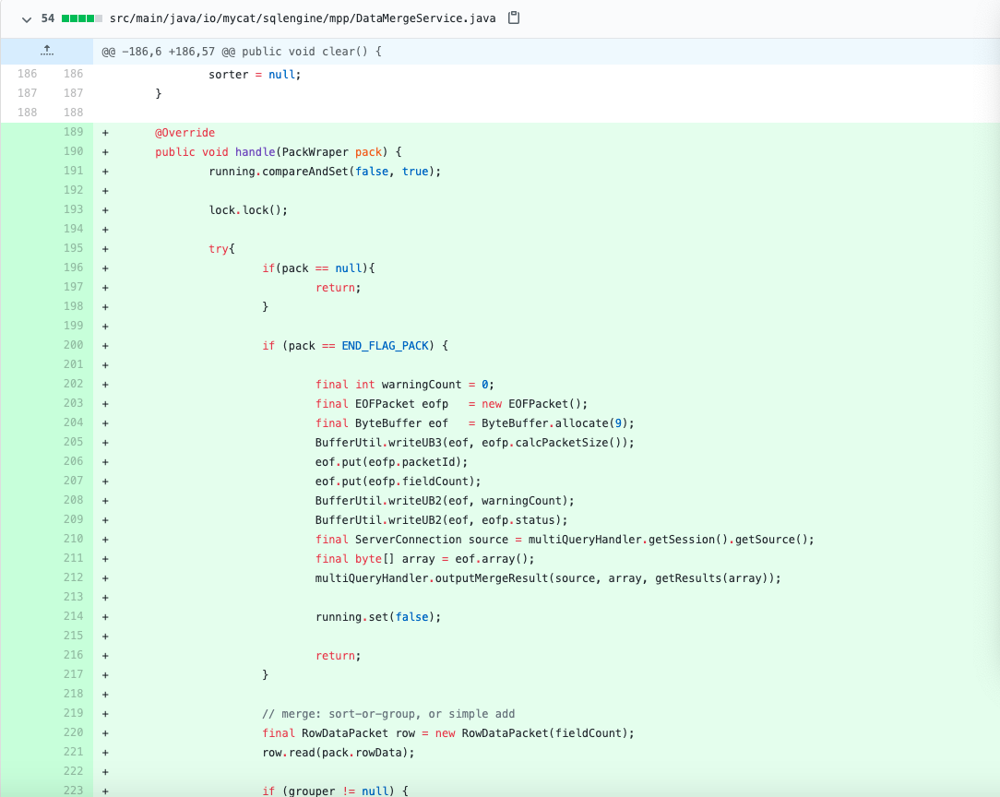 54 src/main/java/io/mycat/sqlengine/mpp/DataMergeService.java
@@ -186,6 +186,57 @@ public void clear() {
186 186 sorter = null;
187 187 }
188 188
189 + @Override
190 + public void handle(PackWraper pack) {
191 + running.compareAndSet(false, true);
192 +
193 + lock.lock();
194 +
195 + try{
196 + if(pack == null){
197 + return;
198 + }
199 +
200 + if (pack == END_FLAG_PACK) {
201 +
202 + final int warningCount = 0;
203 + final EOFPacket eofp   = new EOFPacket();
204 + final ByteBuffer eof   = ByteBuffer.allocate(9);
205 + BufferUtil.writeUB3(eof, eofp.calcPacketSize());
206 + eof.put(eofp.packetId);
207 + eof.put(eofp.fieldCount);
208 + BufferUtil.writeUB2(eof, warningCount);
209 + BufferUtil.writeUB2(eof, eofp.status);
210 + final ServerConnection source = multiQueryHandler.getSession().getSource();
211 + final byte[] array = eof.array();
212 + multiQueryHandler.outputMergeResult(source, array, getResults(array));
213 +
214 + running.set(false);
215 +
216 + return;
217 + }
218 +
219 + // merge: sort-or-group, or simple add
220 + final RowDataPacket row = new RowDataPacket(fieldCount);
221 + row.read(pack.rowData);
222 +
223 + if (grouper != null) {